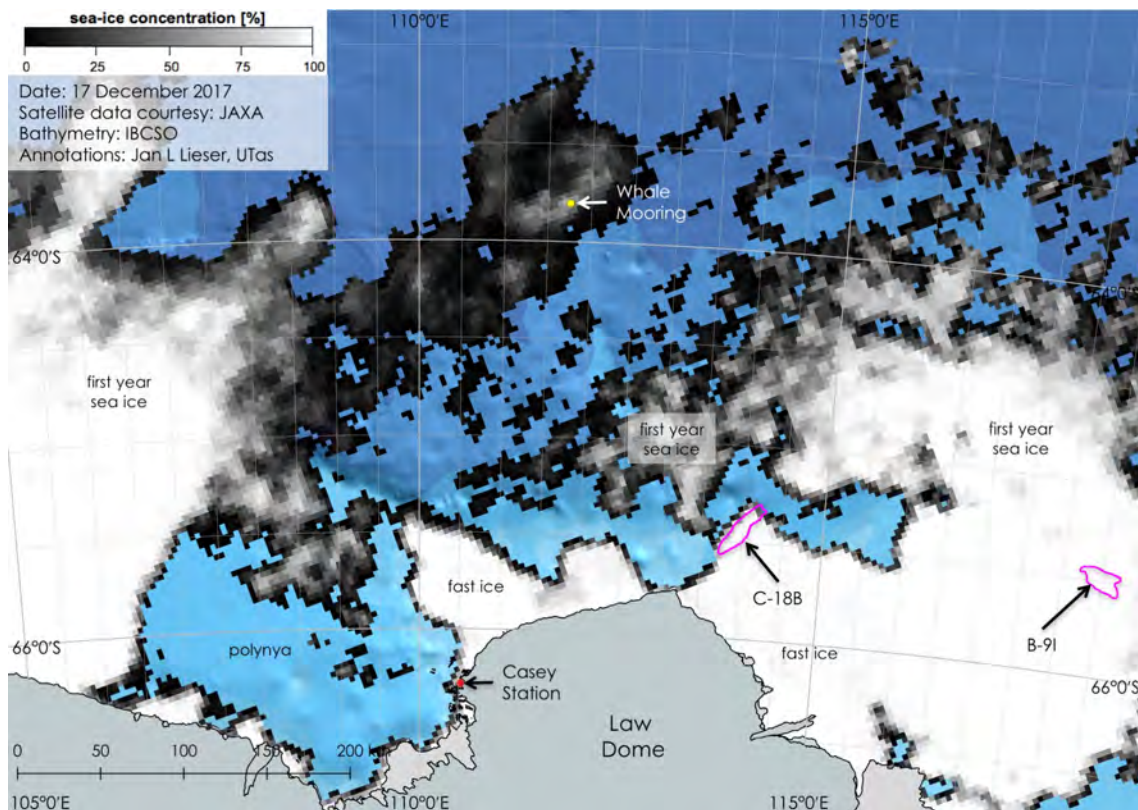 sea-ice concentration [%]
0 25 50 75 100
Date: 17 December 2017
Satellite data courtesy: JAXA
Bathymetry: IBCSO
Annotations: Jan L Lieser, UTas
110°0'E
115°0'E
Whale
Mooring
64°0'S
64°0'S
first year
sea ice
first year
sea ice
first year
sea ice
fast ice
C-18B
B-9I
66°0'S
polynya
fast ice
Casey
Station
66°0'S
Law
Dome
0 50 100 150 200
105°0'E
110°0'E
115°0'E